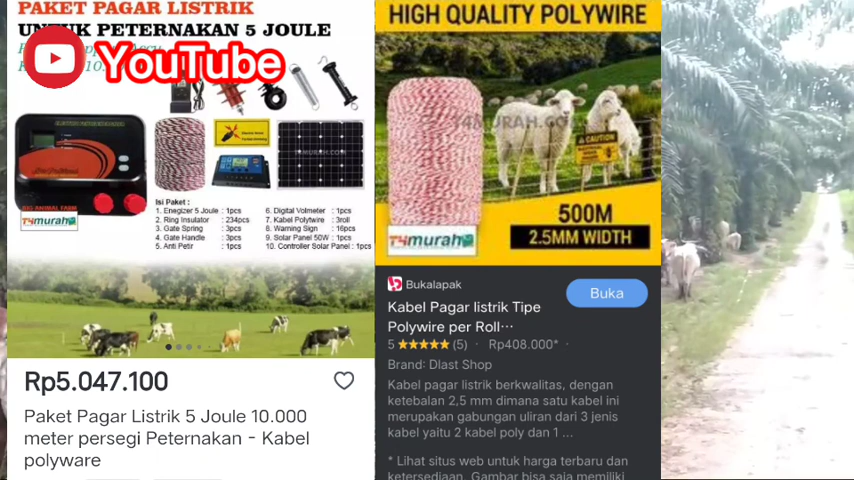 PAKET PAGAR LISTRIK
UNTUK PETERNAKAN 5 JOULE
YouTube
BIG ANIMAL FARM
T4murah
Isi Paket :
1. Enegizer 5 Joule : 1pcs
2. Ring Insulator : 234pcs
3. Gate Spring : 3pcs
4. Gate Handle : 3pcs
5. Anti Petir : 1pcs
6. Digital Volmeter : 1pcs
7. Kabel Polywire : 3roll
8. Warning Sign : 16pcs
9. Solar Panel 50W : 1pcs
10. Controller Solar Panel : 1pcs
Rp5.047.100
Paket Pagar Listrik 5 Joule 10.000
meter persegi Peternakan - Kabel
polyware
HIGH QUALITY POLYWIRE
T4MURAH.COM
CAUTION
500M
2.5MM WIDTH
T4murah
Bukalapak
Kabel Pagar listrik Tipe
Polywire per Roll...
Buka
5 ★★★★★ (5) · Rp408.000* ·
Brand: Dlast Shop
Kabel pagar listrik berkwalitas, dengan
ketebalan 2,5 mm dimana satu kabel ini
merupakan gabungan uliran dari 3 jenis
kabel yaitu 2 kabel poly dan 1 ...
* Lihat situs web untuk harga terbaru dan
ketersediaan. Gambar bisa saja memiliki